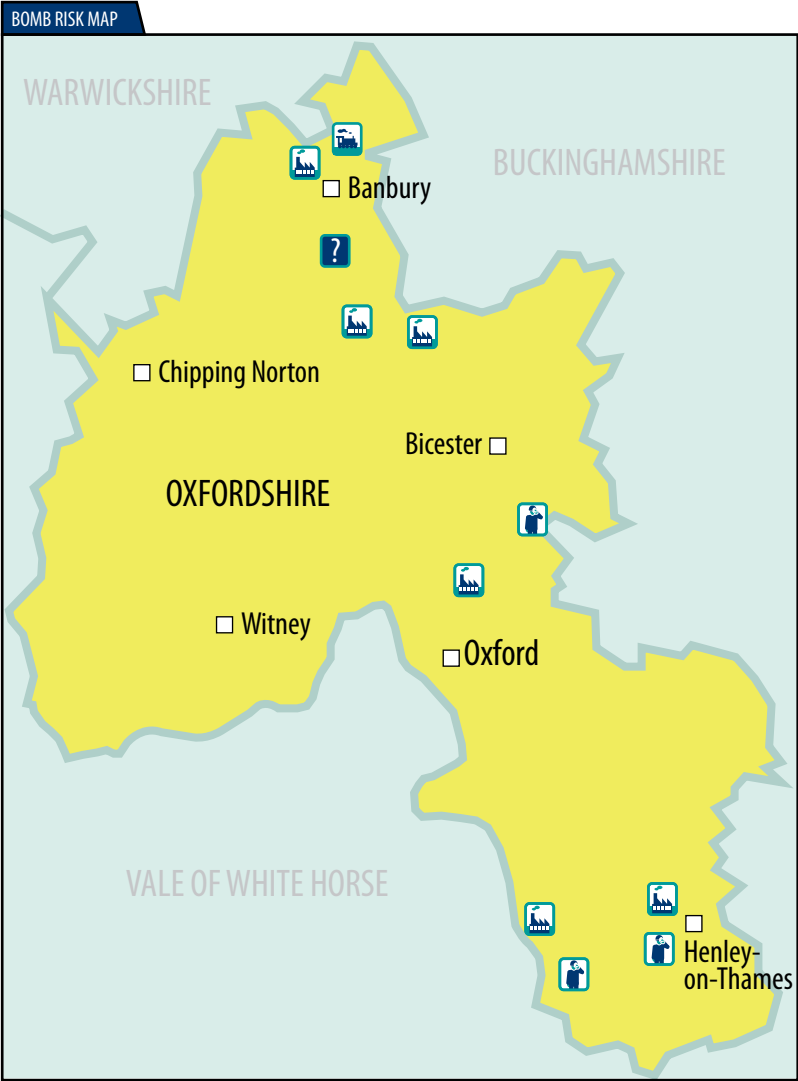 BOMB RISK MAP
WARWICKSHIRE
BUCKINGHAMSHIRE
Banbury
?
Chipping Norton
Bicester
OXFORDSHIRE
Witney
Oxford
VALE OF WHITE HORSE
Henley-
on-Thames